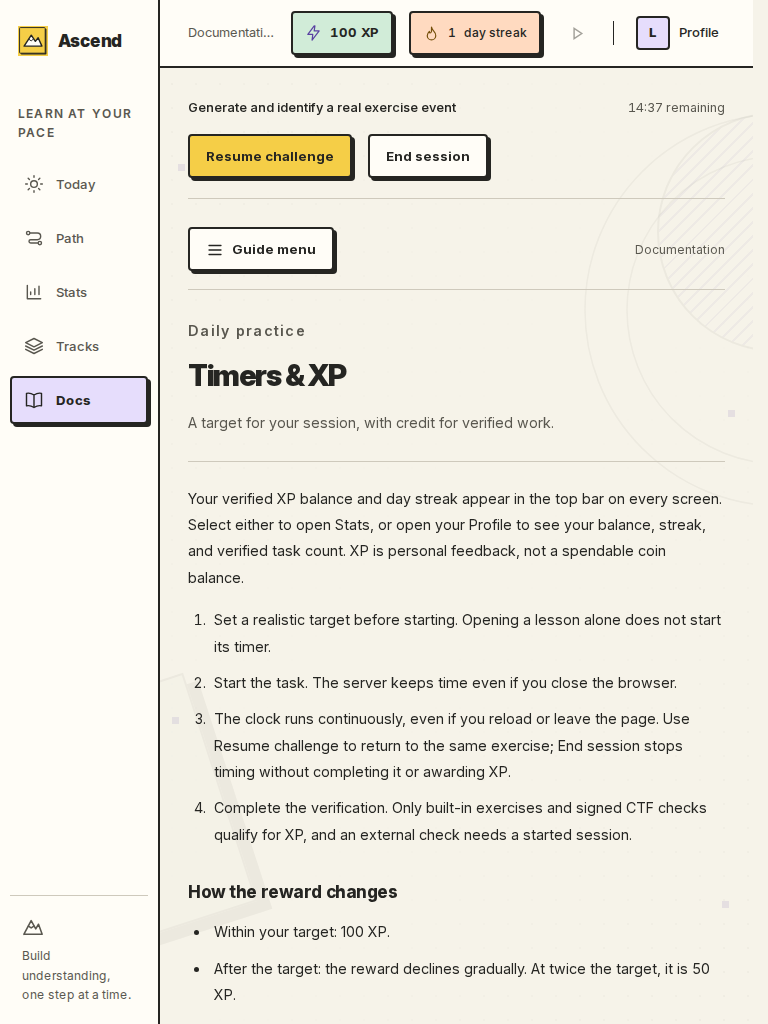 Ascend
LEARN AT YOUR
PACE
Today
Path
Stats
Tracks
Docs
Build
understanding,
one step at a time.
Documentati...
100 XP
1 day streak
L
Profile
Generate and identify a real exercise event
14:37 remaining
Resume challenge
End session
Guide menu
Documentation
Daily practice
Timers & XP
A target for your session, with credit for verified work.
Your verified XP balance and day streak appear in the top bar on every screen.
Select either to open Stats, or open your Profile to see your balance, streak,
and verified task count. XP is personal feedback, not a spendable coin
balance.
1. Set a realistic target before starting. Opening a lesson alone does not start
its timer.
2. Start the task. The server keeps time even if you close the browser.
3. The clock runs continuously, even if you reload or leave the page. Use
Resume challenge to return to the same exercise; End session stops
timing without completing it or awarding XP.
4. Complete the verification. Only built-in exercises and signed CTF checks
qualify for XP, and an external check needs a started session.
How the reward changes
• Within your target: 100 XP.
• After the target: the reward declines gradually. At twice the target, it is 50
XP.